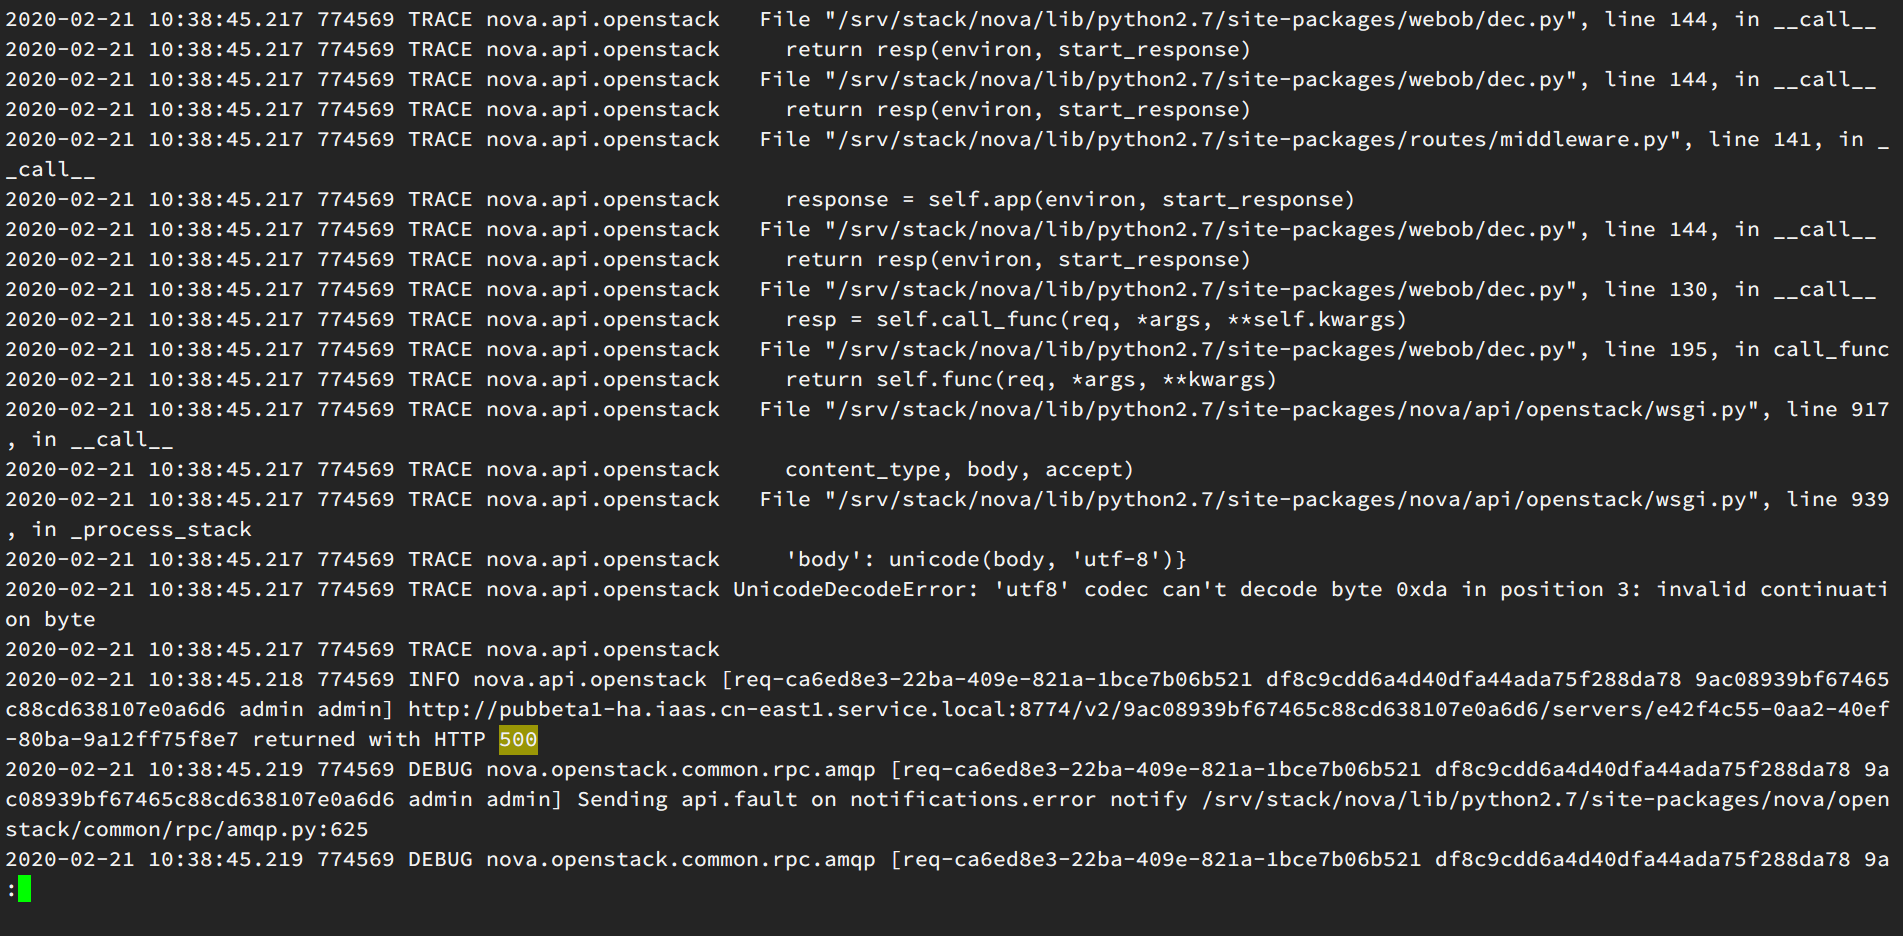 2020-02-21 10:38:45.217 774569 TRACE nova.api.openstack   File "/srv/stack/nova/lib/python2.7/site-packages/webob/dec.py", line 144, in __call__
2020-02-21 10:38:45.217 774569 TRACE nova.api.openstack     return resp(environ, start_response)
2020-02-21 10:38:45.217 774569 TRACE nova.api.openstack   File "/srv/stack/nova/lib/python2.7/site-packages/webob/dec.py", line 144, in __call__
2020-02-21 10:38:45.217 774569 TRACE nova.api.openstack     return resp(environ, start_response)
2020-02-21 10:38:45.217 774569 TRACE nova.api.openstack   File "/srv/stack/nova/lib/python2.7/site-packages/routes/middleware.py", line 141, in _
_call__
2020-02-21 10:38:45.217 774569 TRACE nova.api.openstack     response = self.app(environ, start_response)
2020-02-21 10:38:45.217 774569 TRACE nova.api.openstack   File "/srv/stack/nova/lib/python2.7/site-packages/webob/dec.py", line 144, in __call__
2020-02-21 10:38:45.217 774569 TRACE nova.api.openstack     return resp(environ, start_response)
2020-02-21 10:38:45.217 774569 TRACE nova.api.openstack   File "/srv/stack/nova/lib/python2.7/site-packages/webob/dec.py", line 130, in __call__
2020-02-21 10:38:45.217 774569 TRACE nova.api.openstack     resp = self.call_func(req, *args, **self.kwargs)
2020-02-21 10:38:45.217 774569 TRACE nova.api.openstack   File "/srv/stack/nova/lib/python2.7/site-packages/webob/dec.py", line 195, in call_func
2020-02-21 10:38:45.217 774569 TRACE nova.api.openstack     return self.func(req, *args, **kwargs)
2020-02-21 10:38:45.217 774569 TRACE nova.api.openstack   File "/srv/stack/nova/lib/python2.7/site-packages/nova/api/openstack/wsgi.py", line 917
, in __call__
2020-02-21 10:38:45.217 774569 TRACE nova.api.openstack     content_type, body, accept)
2020-02-21 10:38:45.217 774569 TRACE nova.api.openstack   File "/srv/stack/nova/lib/python2.7/site-packages/nova/api/openstack/wsgi.py", line 939
, in _process_stack
2020-02-21 10:38:45.217 774569 TRACE nova.api.openstack     'body': unicode(body, 'utf-8')}
2020-02-21 10:38:45.217 774569 TRACE nova.api.openstack UnicodeDecodeError: 'utf8' codec can't decode byte 0xda in position 3: invalid continuati
on byte
2020-02-21 10:38:45.217 774569 TRACE nova.api.openstack
2020-02-21 10:38:45.218 774569 INFO nova.api.openstack [req-ca6ed8e3-22ba-409e-821a-1bce7b06b521 df8c9cdd6a4d40dfa44ada75f288da78 9ac08939bf67465
c88cd638107e0a6d6 admin admin] http://pubbeta1-ha.iaas.cn-east1.service.local:8774/v2/9ac08939bf67465c88cd638107e0a6d6/servers/e42f4c55-0aa2-40ef
-80ba-9a12ff75f8e7 returned with HTTP 500
2020-02-21 10:38:45.219 774569 DEBUG nova.openstack.common.rpc.amqp [req-ca6ed8e3-22ba-409e-821a-1bce7b06b521 df8c9cdd6a4d40dfa44ada75f288da78 9a
c08939bf67465c88cd638107e0a6d6 admin admin] Sending api.fault on notifications.error notify /srv/stack/nova/lib/python2.7/site-packages/nova/open
stack/common/rpc/amqp.py:625
2020-02-21 10:38:45.219 774569 DEBUG nova.openstack.common.rpc.amqp [req-ca6ed8e3-22ba-409e-821a-1bce7b06b521 df8c9cdd6a4d40dfa44ada75f288da78 9a
: